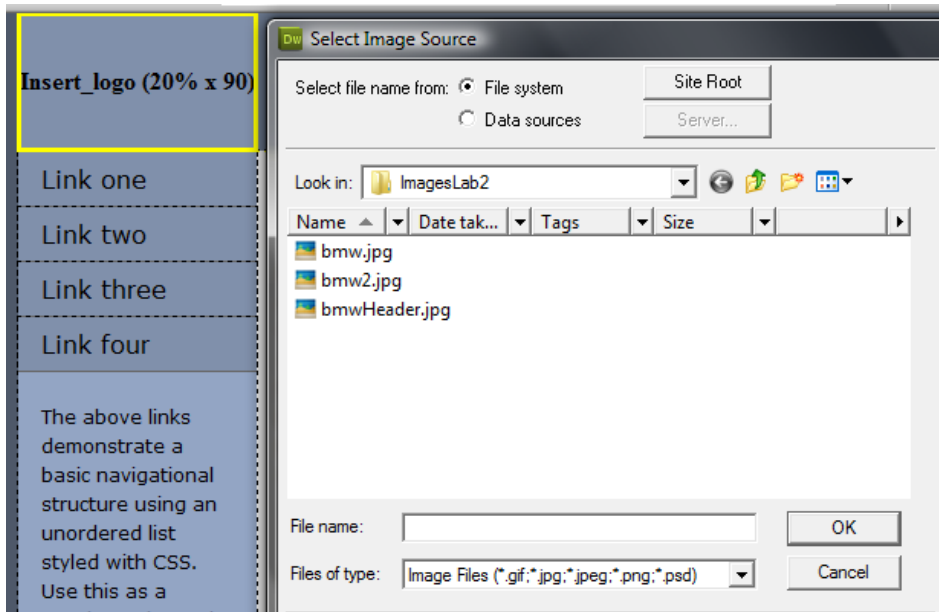 Insert_logo (20% x 90)
Link one
Link two
Link three
Link four
The above links
demonstrate a
basic navigational
structure using an
unordered list
styled with CSS.
Use this as a
Dw Select Image Source
Select file name from: File system
Site Root
Data sources
Server...
Look in: ImagesLab2
Name Date tak... Tags Size
bmw.jpg
bmw2.jpg
bmwHeader.jpg
File name:
OK
Files of type: Image Files (*.gif;*.jpg;*.jpeg;*.png;*.psd)
Cancel